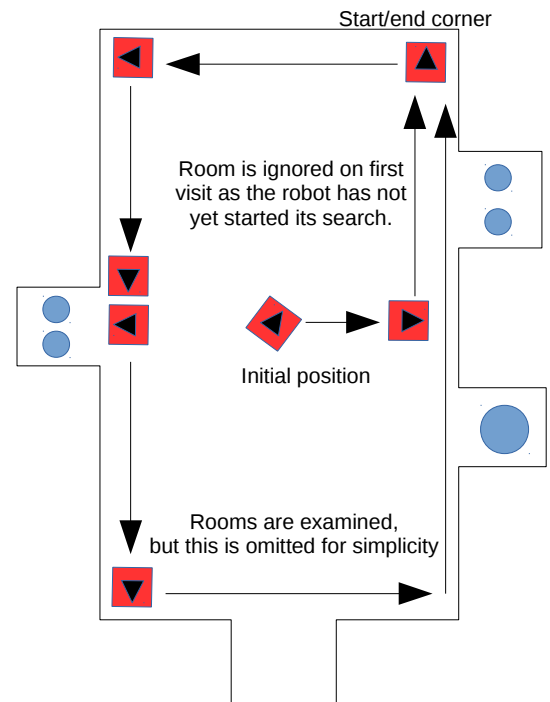 Start/end corner
Room is ignored on first
visit as the robot has not
yet started its search.
Initial position
Rooms are examined,
but this is omitted for simplicity